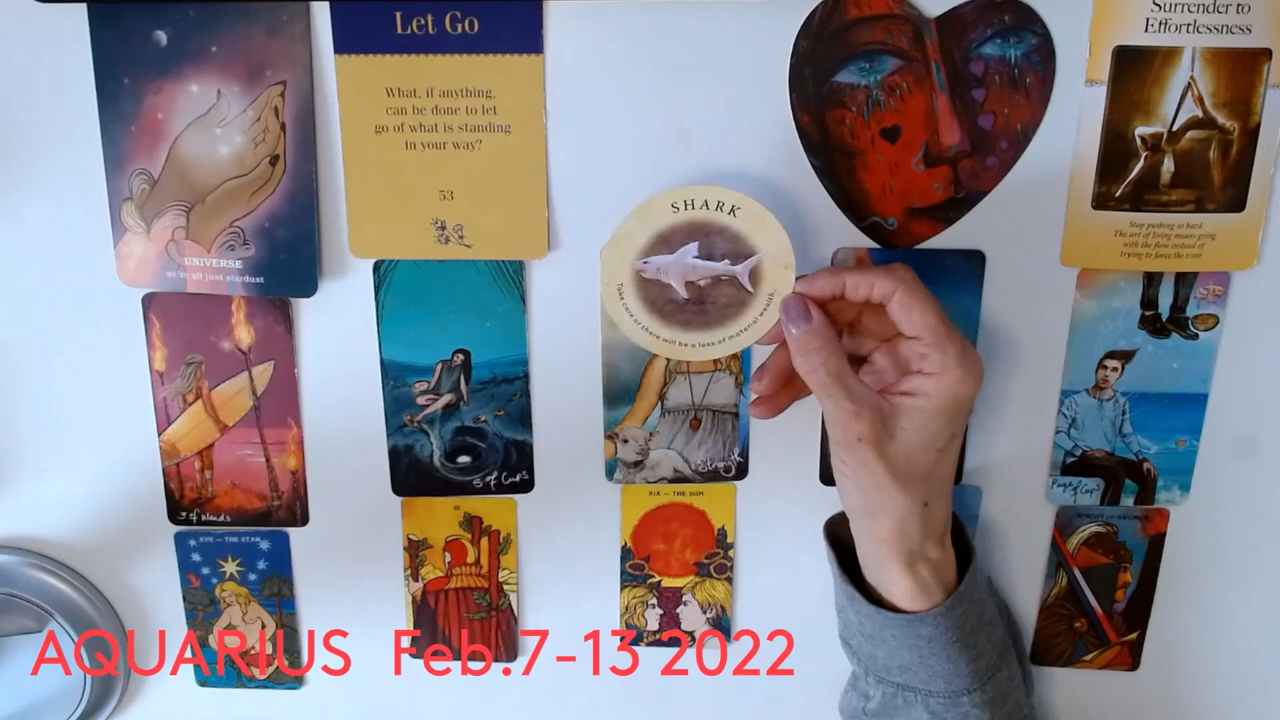 UNIVERSE
we're all just stardust
Let Go
What, if anything,
can be done to let
go of what is standing
in your way?
53
SHARK
Take care or there will be a loss of material wealth.
Surrender to
Effortlessness
Stop pushing so hard.
The art of living means going
with the flow instead of
trying to force the river.
3 of Wands
5 of Cups
Strength
Page of Cups
XVII — THE STAR
III
XIX — THE SUN
KNIGHT OF SWORDS
AQUARIUS Feb.7-13 2022